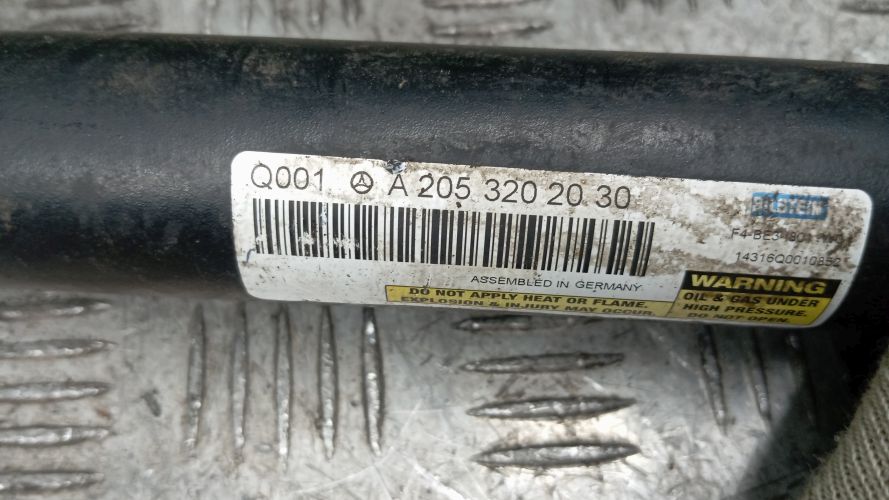 Q001 A 205 320 20 30
BILSTEIN
ASSEMBLED IN GERMANY
DO NOT APPLY HEAT OR FLAME.
EXPLOSION & INJURY MAY OCCUR.
WARNING
OIL & GAS UNDER
HIGH PRESSURE.
DO NOT OPEN.